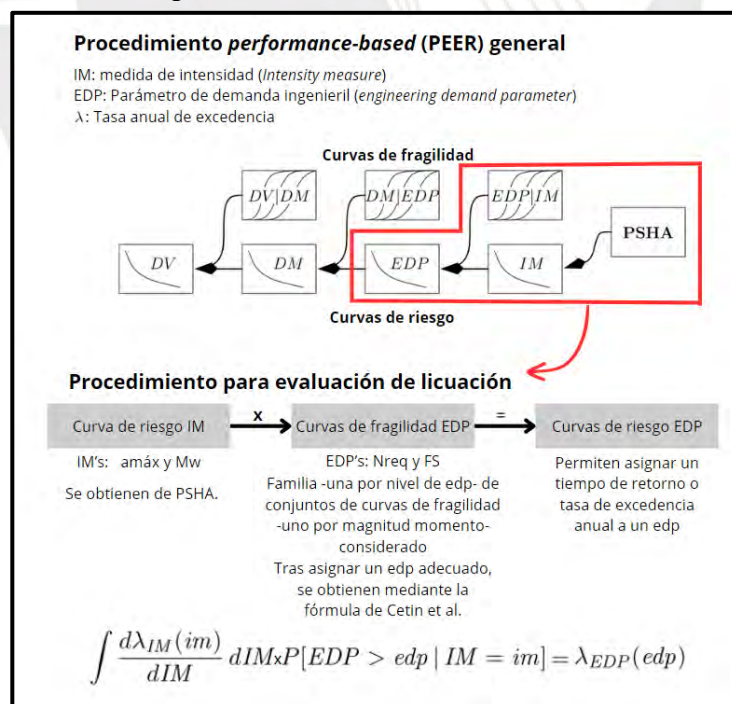 Procedimiento performance-based (PEER) general
IM: medida de intensidad (Intensity measure)
EDP: Parámetro de demanda ingenieril (engineering demand parameter)
λ: Tasa anual de excedencia
Curvas de fragilidad
DV|DM
DM|EDP
EDP|IM
PSHA
DV
DM
EDP
IM
Curvas de riesgo
Procedimiento para evaluación de licuación
Curva de riesgo IM
x
Curvas de fragilidad EDP
=
Curvas de riesgo EDP
IM's: amáx y Mw
Se obtienen de PSHA.
EDP's: Nreq y FS
Familia -una por nivel de edp- de
conjuntos de curvas de fragilidad
-uno por magnitud momento-
considerado
Tras asignar un edp adecuado,
se obtienen mediante la
fórmula de Cetin et al.
Permiten asignar un
tiempo de retorno o
tasa de excedencia
anual a un edp
∫ dλ_IM(im)/dIM dIMxP[EDP > edp | IM = im] = λ_EDP(edp)